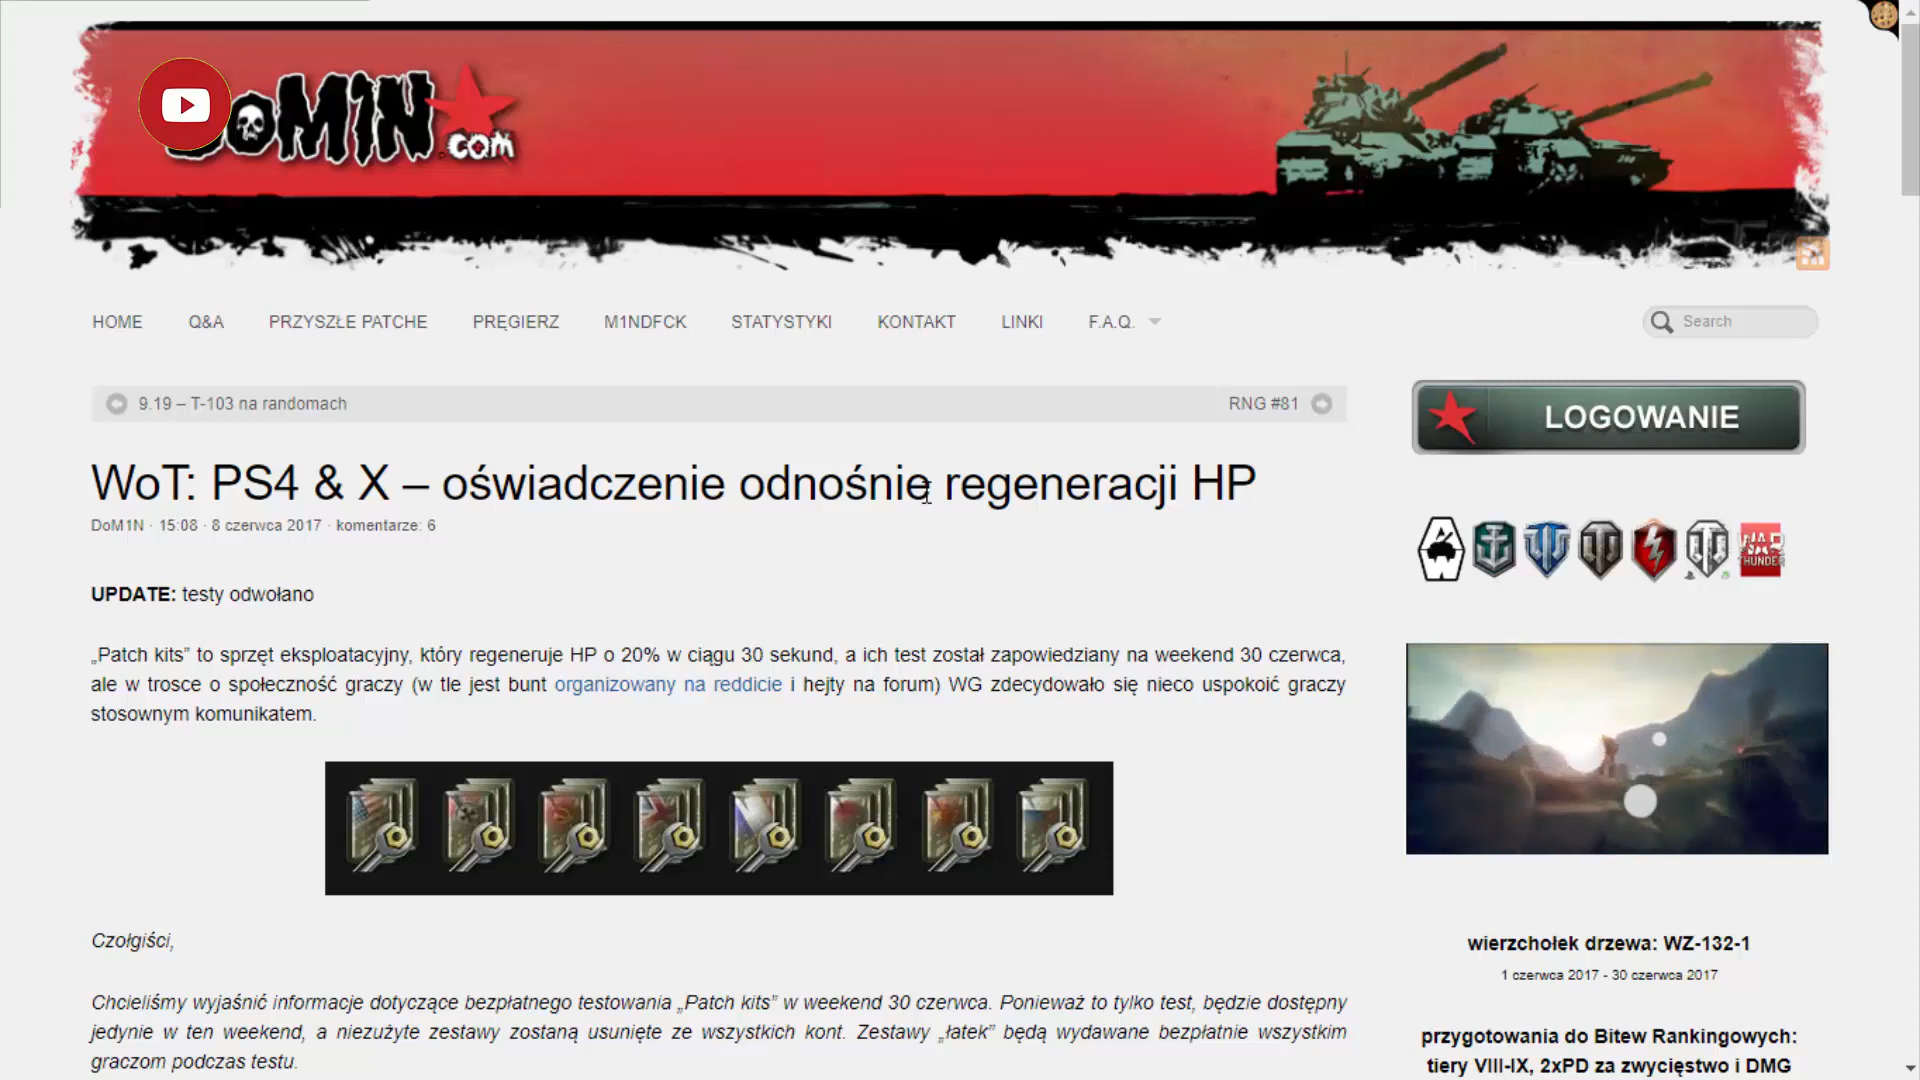 DoM1N
.com
HOME Q&A PRZYSZŁE PATCHE PRĘGIERZ M1NDFCK STATYSTYKI KONTAKT LINKI F.A.Q. Search
9.19 – T-103 na randomach RNG #81
LOGOWANIE
WoT: PS4 & X – oświadczenie odnośnie regeneracji HP
DoM1N · 15:08 · 8 czerwca 2017 · komentarze: 6
WAR
THUNDER
UPDATE: testy odwołano
„Patch kits” to sprzęt eksploatacyjny, który regeneruje HP o 20% w ciągu 30 sekund, a ich test został zapowiedziany na weekend 30 czerwca,
ale w trosce o społeczność graczy (w tle jest bunt organizowany na reddicie i hejty na forum) WG zdecydowało się nieco uspokoić graczy
stosownym komunikatem.
Czołgiści,
wierzchołek drzewa: WZ-132-1
1 czerwca 2017 - 30 czerwca 2017
Chcieliśmy wyjaśnić informacje dotyczące bezpłatnego testowania „Patch kits” w weekend 30 czerwca. Ponieważ to tylko test, będzie dostępny
jedynie w ten weekend, a niezużyte zestawy zostaną usunięte ze wszystkich kont. Zestawy „łatek” będą wydawane bezpłatnie wszystkim
graczom podczas testu.
przygotowania do Bitew Rankingowych:
tiery VIII-IX, 2xPD za zwycięstwo i DMG